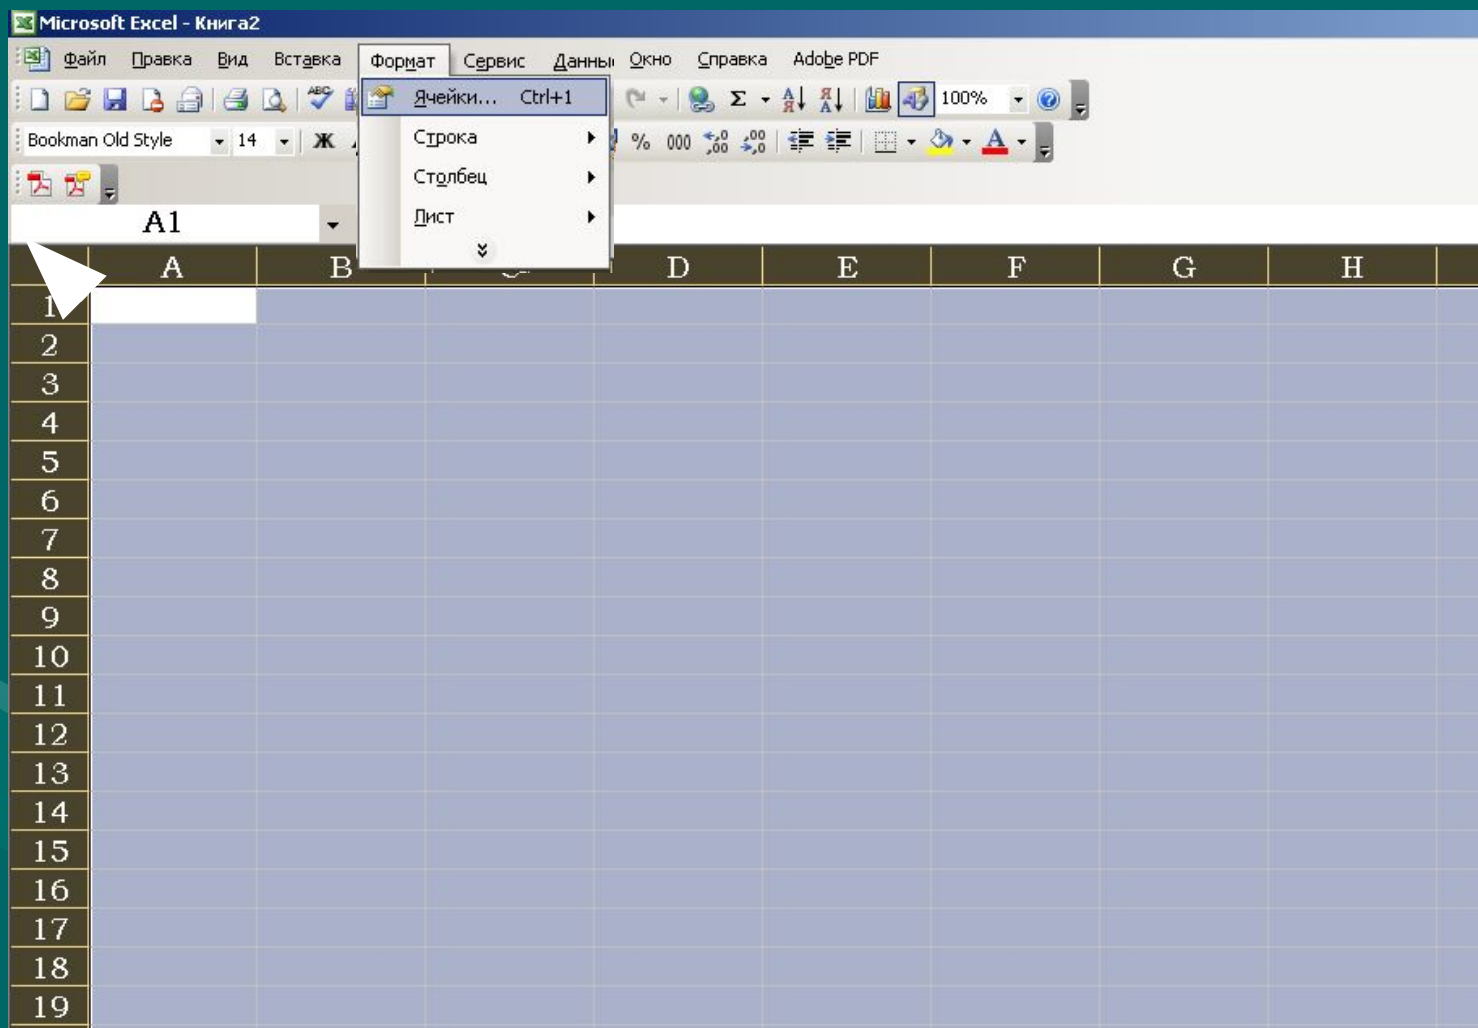 Microsoft Excel - Книга2
Файл Правка Вид Вставка Формат Сервис Данны Окно Справка Adobe PDF
Ячейки... Ctrl+1
100%
Bookman Old Style 14 Ж
Строка
% 000
Столбец
Лист
A1
A B D E F G H
1
2
3
4
5
6
7
8
9
10
11
12
13
14
15
16
17
18
19